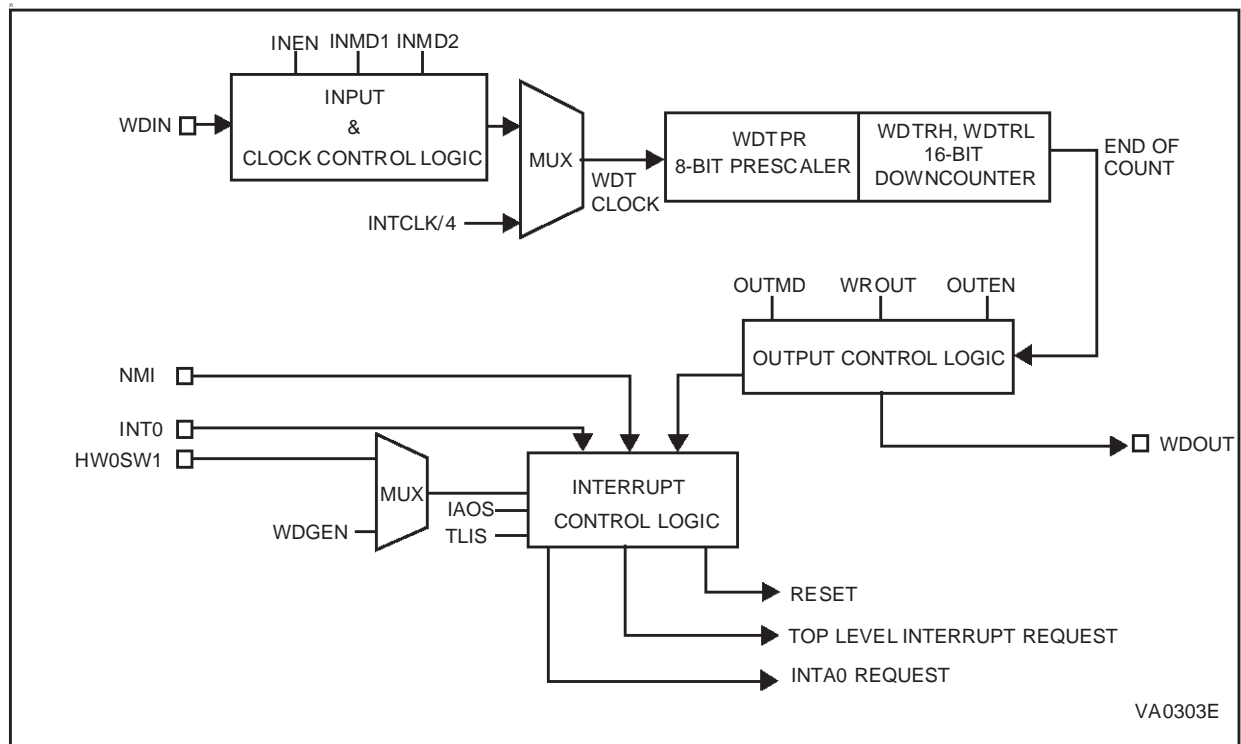 INEN INMD1 INMD2
INPUT
&
CLOCK CONTROL LOGIC
WDIN
MUX
INTCLK/4
WDT
CLOCK
WDTPR
8-BIT PRESCALER
WDTRH, WDTRL
16-BIT
DOWNCOUNTER
END OF
COUNT
OUTMD WROUT OUTEN
OUTPUT CONTROL LOGIC
NMI
INT0
HW0SW1
MUX
WDGEN
IAOS
TLIS
INTERRUPT
CONTROL LOGIC
WDOUT
RESET
TOP LEVEL INTERRUPT REQUEST
INTA0 REQUEST
VA0303E